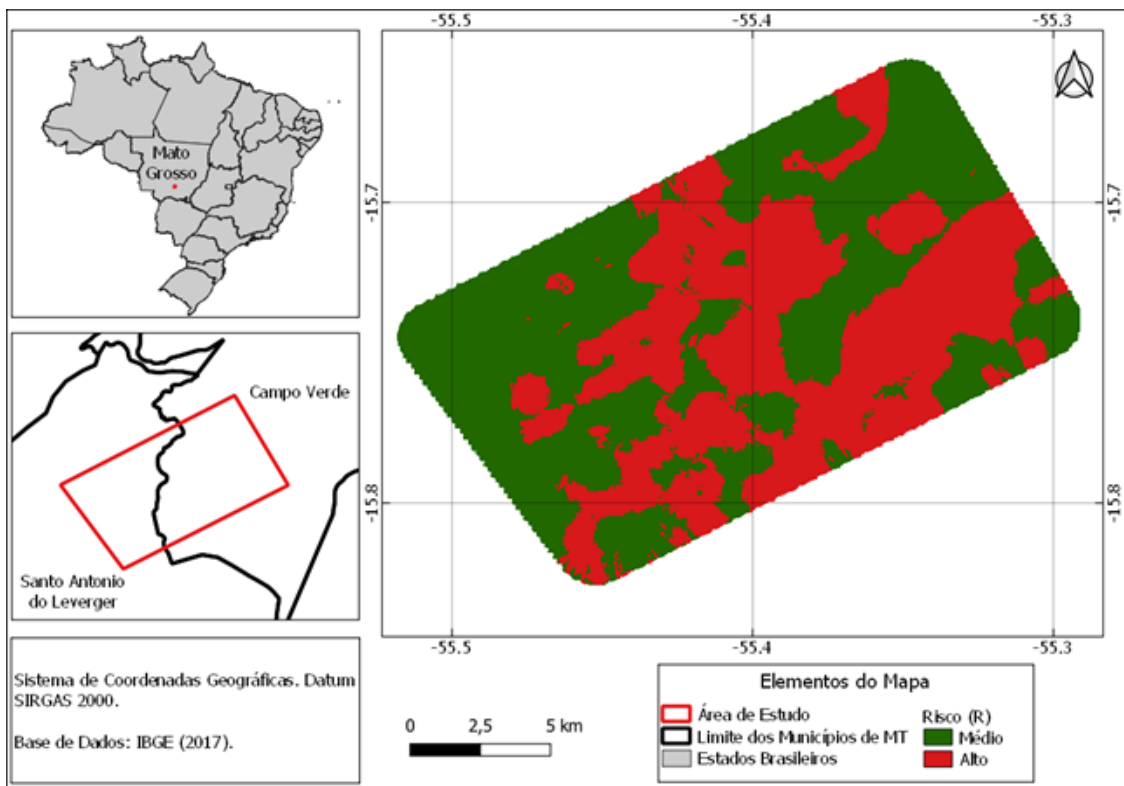 -55.5
-55.4
-55.3
Mato
Grosso
-15.7
-15.7
Campo Verde
-15.8
-15.8
Santo Antonio
do Leverger
-55.5
-55.4
-55.3
Sistema de Coordenadas Geográficas. Datum
SIRGAS 2000.
Base de Dados: IBGE (2017).
0 2,5 5 km
Elementos do Mapa
Área de Estudo
Limite dos Municípios de MT
Estados Brasileiros
Risco (R)
Médio
Alto